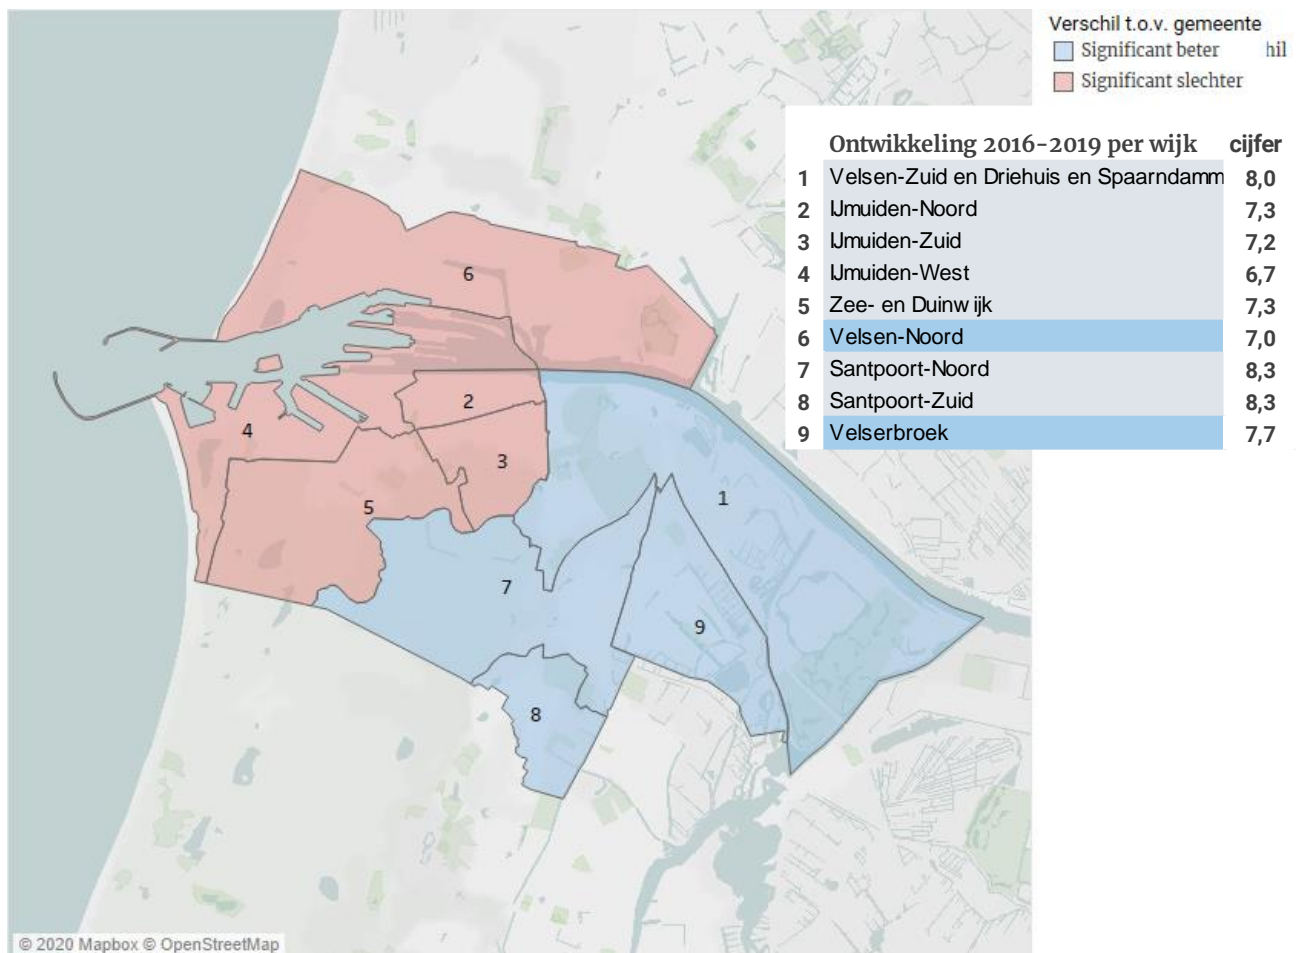 Verschil t.o.v. gemeente
Significant beter hil
Significant slechter
Ontwikkeling 2016-2019 per wijk cijfer
1 Velsen-Zuid en Driehuis en Spaarndamm 8,0
2 IJmuiden-Noord 7,3
3 IJmuiden-Zuid 7,2
4 IJmuiden-West 6,7
5 Zee- en Duinwijk 7,3
6 Velsen-Noord 7,0
7 Santpoort-Noord 8,3
8 Santpoort-Zuid 8,3
9 Velserbroek 7,7
6
2
4
3
1
5
7
9
8
© 2020 Mapbox © OpenStreetMap